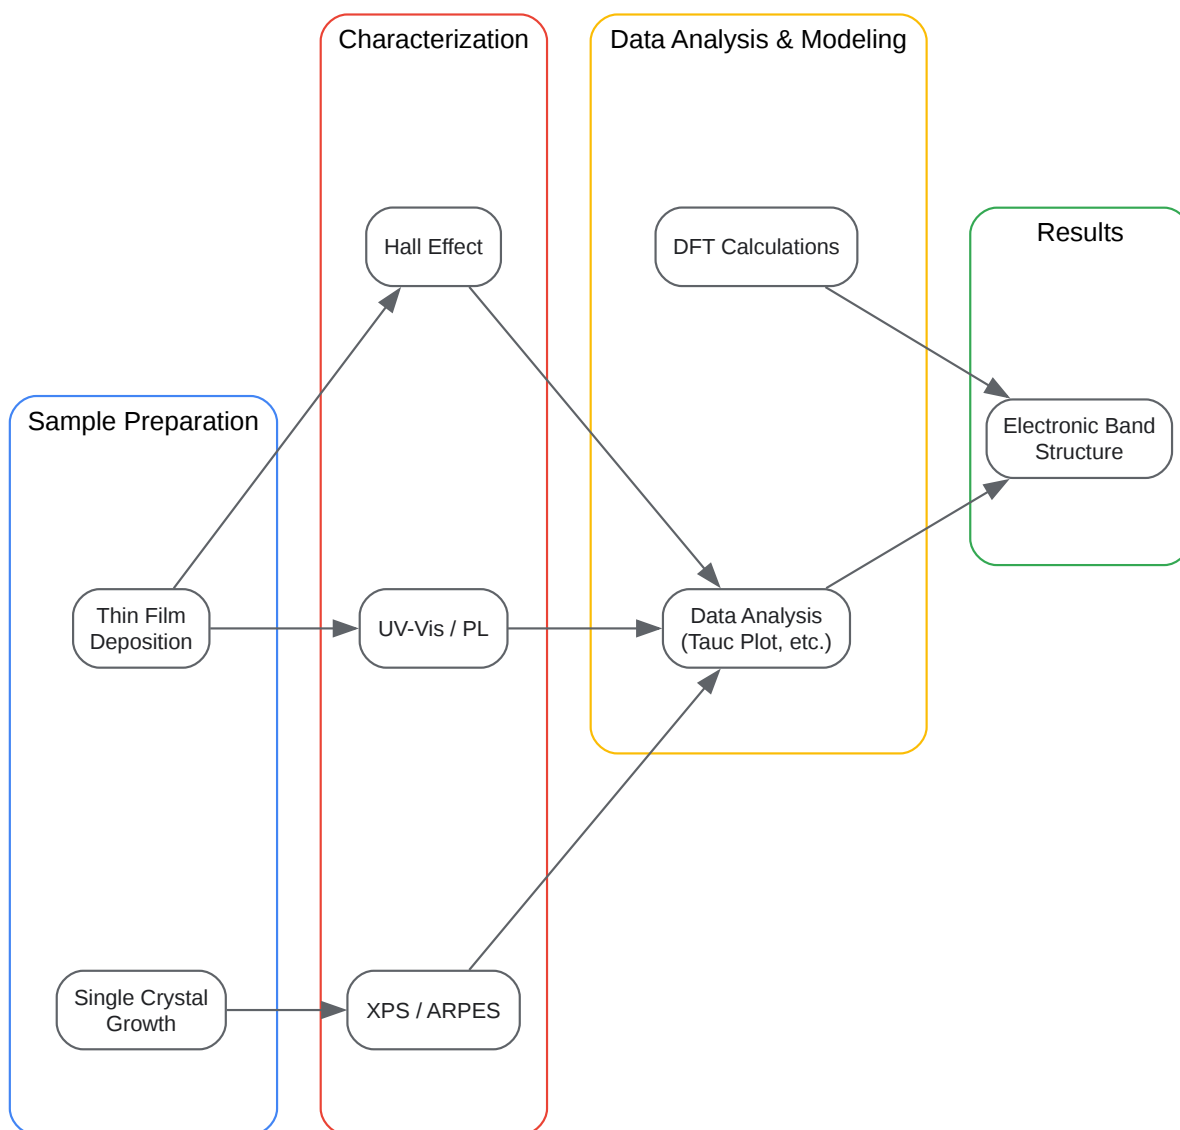 Characterization
Data Analysis & Modeling
Hall Effect
DFT Calculations
Results
Sample Preparation
Electronic Band
Structure
Thin Film
Deposition
UV-Vis / PL
Data Analysis
(Tauc Plot, etc.)
Single Crystal
Growth
XPS / ARPES